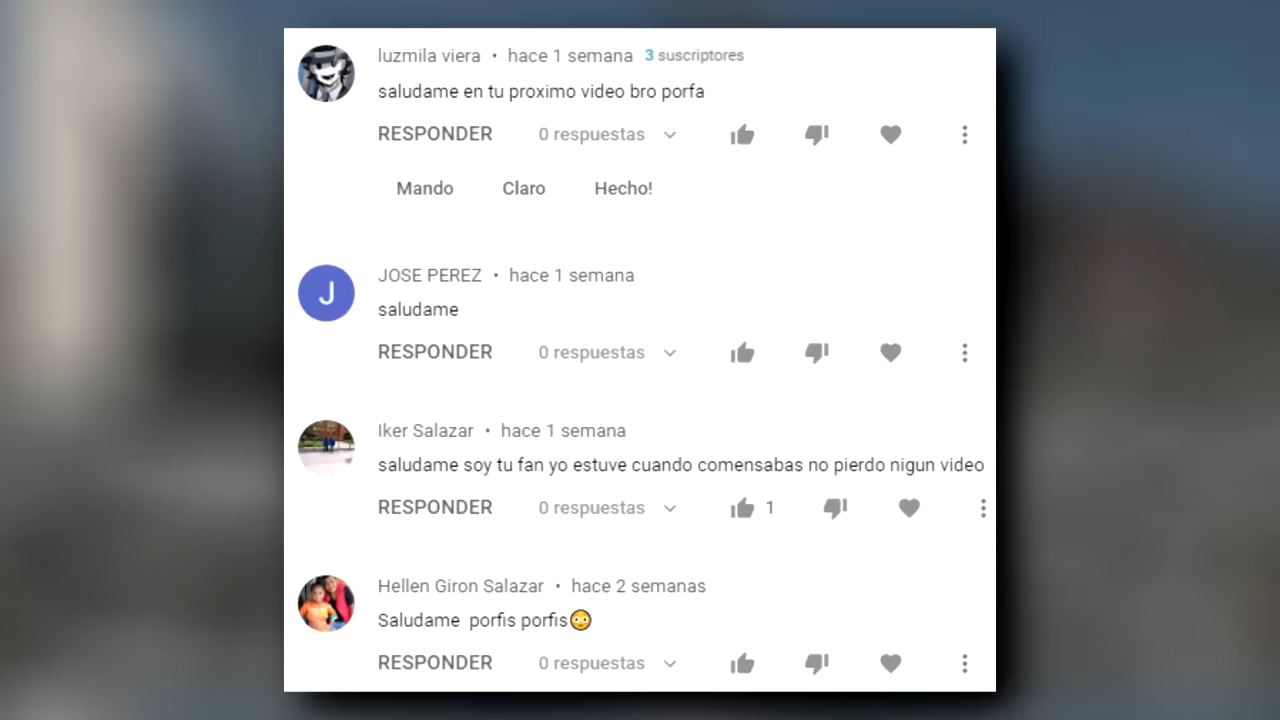 luzmila viera • hace 1 semana 3 suscriptores
saludame en tu proximo video bro porfa
RESPONDER 0 respuestas
Mando Claro Hecho!
J JOSE PEREZ • hace 1 semana
saludame
RESPONDER 0 respuestas
Iker Salazar • hace 1 semana
saludame soy tu fan yo estuve cuando comensabas no pierdo nigun video
RESPONDER 0 respuestas 1
Hellen Giron Salazar • hace 2 semanas
Saludame porfis porfis😳
RESPONDER 0 respuestas